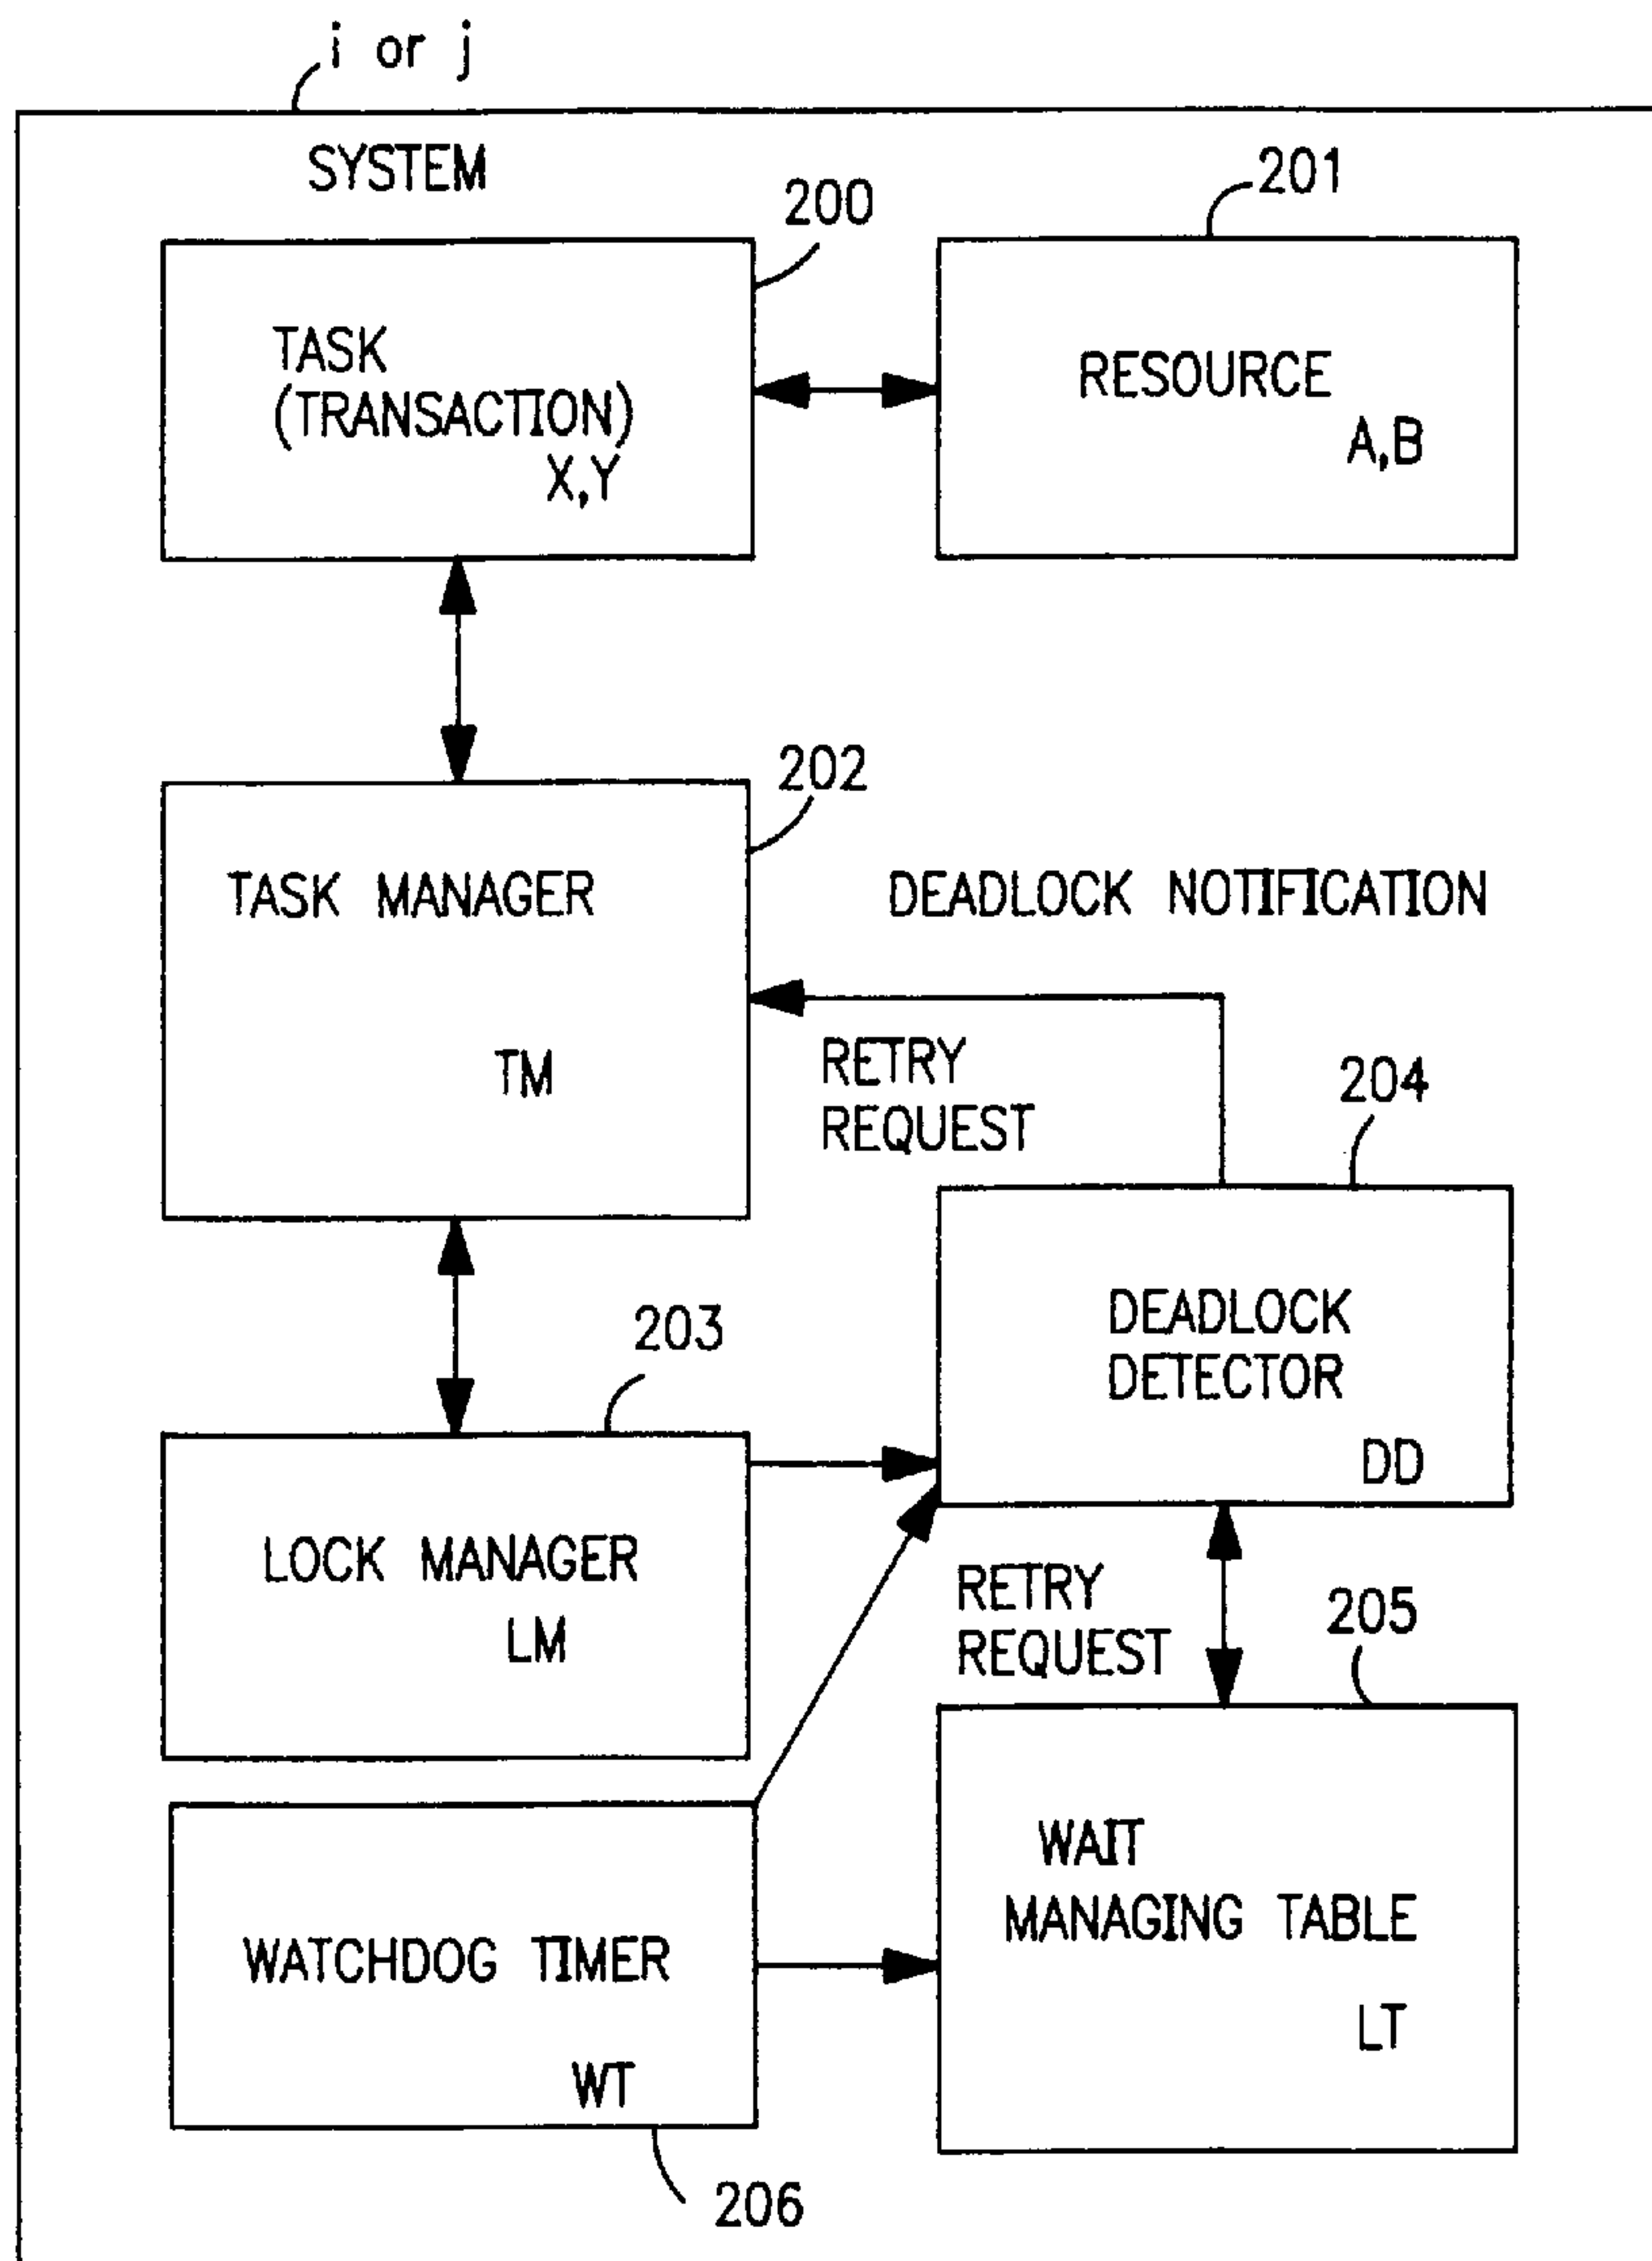 i or j
SYSTEM
200
201
TASK
(TRANSACTION)
X,Y
RESOURCE
A,B
202
TASK MANAGER
TM
DEADLOCK NOTIFICATION
RETRY
REQUEST
204
203
DEADLOCK
DETECTOR
DD
LOCK MANAGER
LM
RETRY
REQUEST
205
WAIT
MANAGING TABLE
LT
WATCHDOG TIMER
WT
206